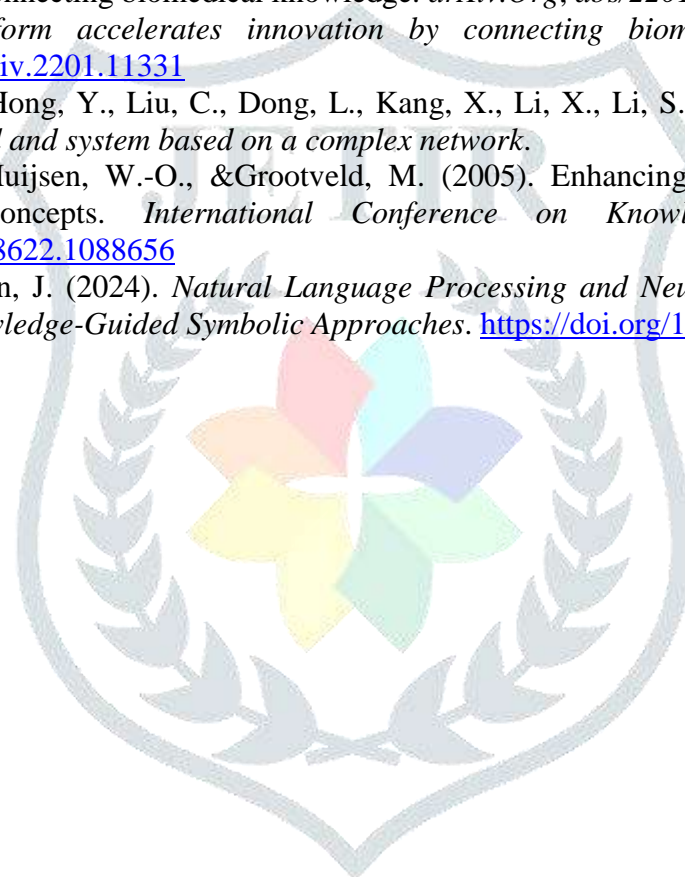 connecting biomedical knowledge. arXiv.Org, abs/2201
form accelerates innovation by connecting biom
iv.2201.11331
Hong, Y., Liu, C., Dong, L., Kang, X., Li, X., Li, S.
and system based on a complex network.
Huijsen, W.-O., &Grootveld, M. (2005). Enhancing
oncepts. International Conference on Knowl
8622.1088656
n, J. (2024). Natural Language Processing and Neu
wledge-Guided Symbolic Approaches. https://doi.org/1
JETIR